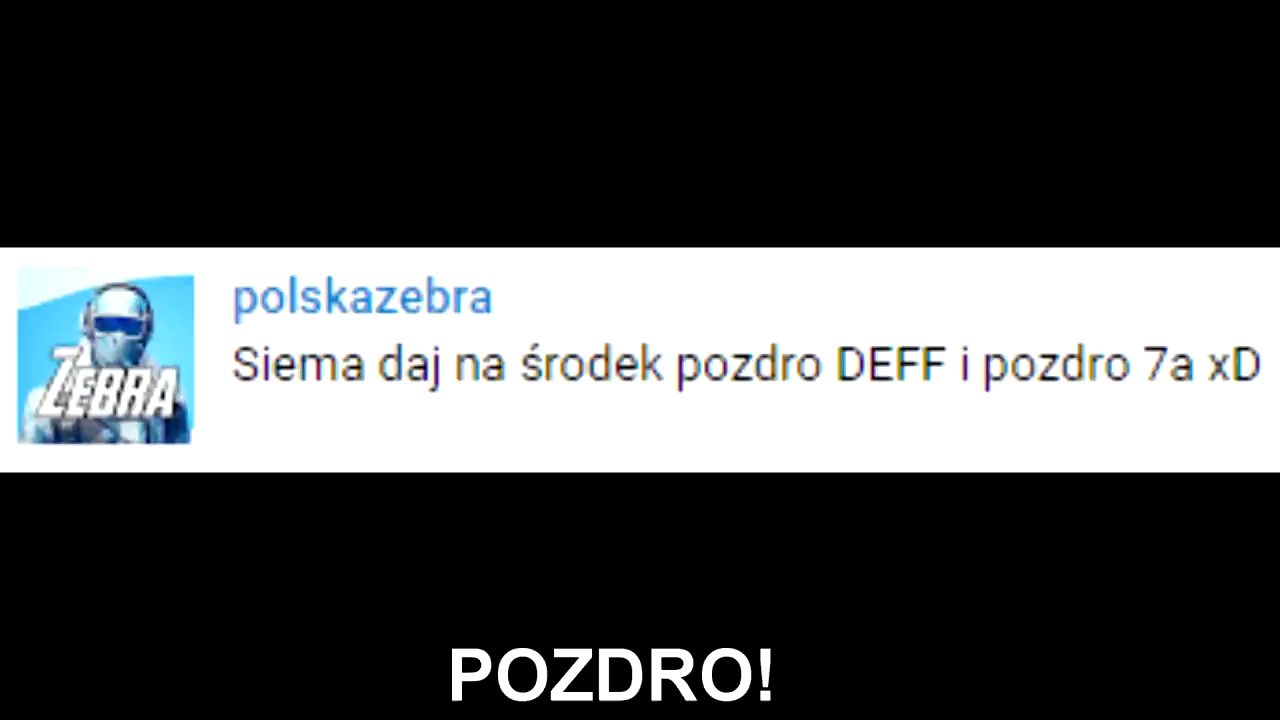 polskazebra
Siema daj na środek pozdro DEFF i pozdro 7a xD
ZEBRA
POZDRO!